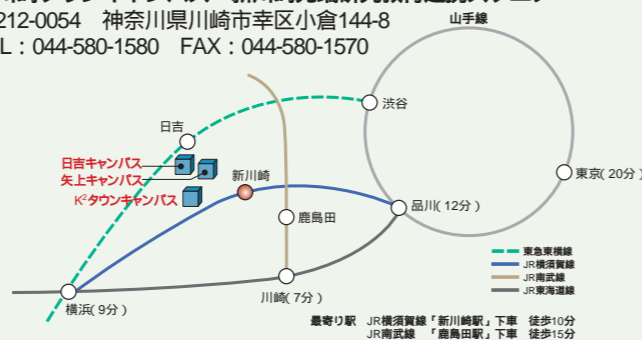 212-0054 神奈川県川崎市幸区小倉144-8
L：044-580-1580 FAX：044-580-1570
山手線
渋谷
日吉
日吉キャンパス
矢上キャンパス
K²タウンキャンパス
新川崎
東京(20分)
品川(12分)
鹿島田
東急東横線
JR横須賀線
JR南武線
JR東海道線
川崎(7分)
横浜(9分)
最寄り駅 JR横須賀線「新川崎駅」下車 徒歩10分
JR南武線 「鹿島田駅」下車 徒歩15分